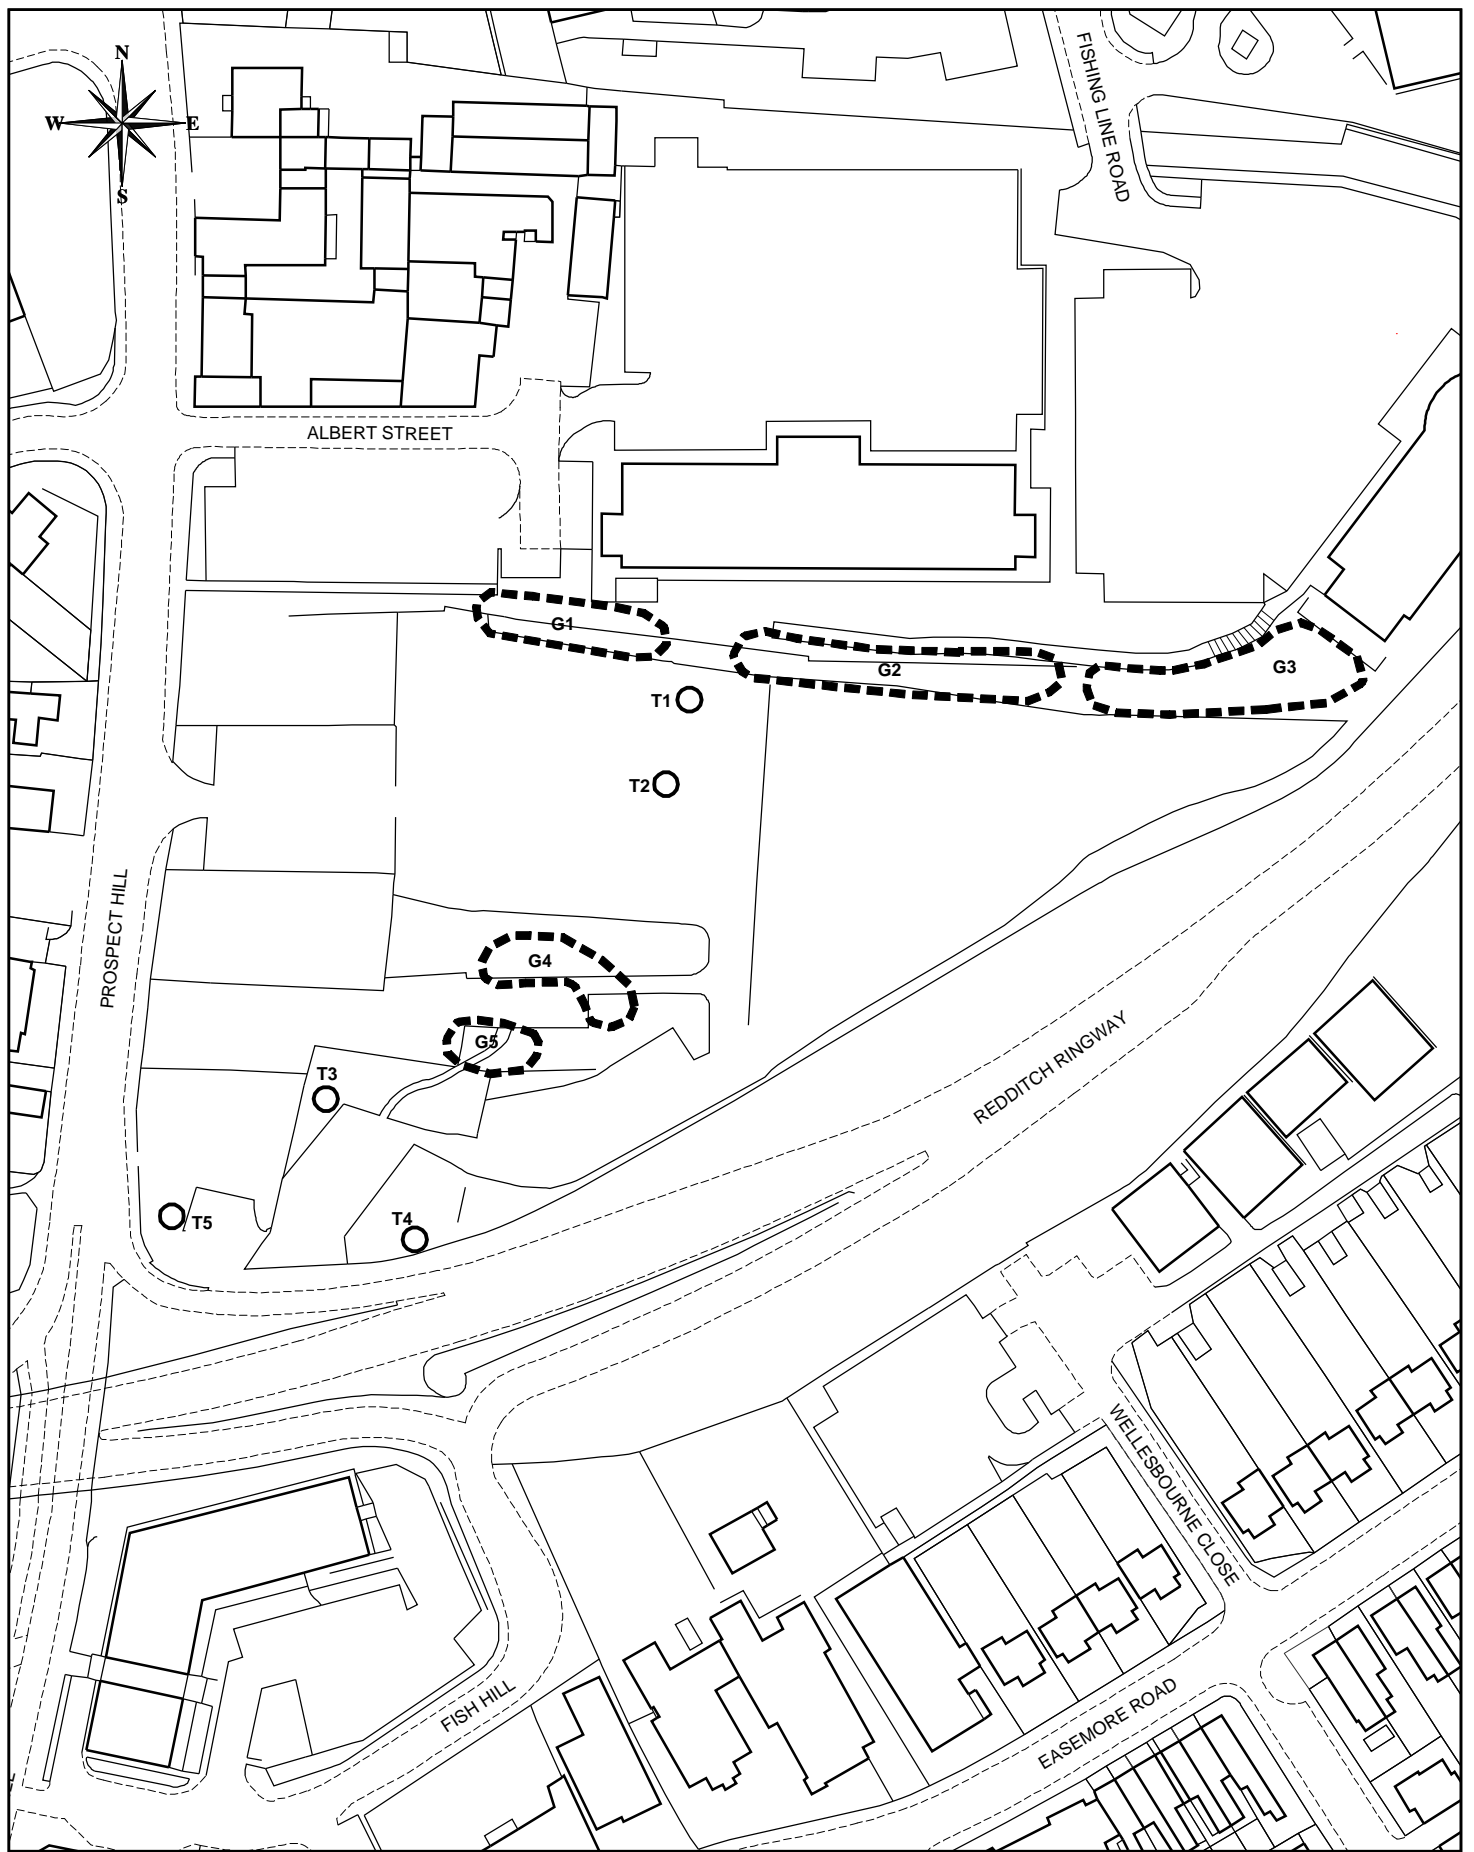 N
W E
S
FISHING LINE ROAD
ALBERT STREET
G1
G2
G3
T1
T2
PROSPECT HILL
G4
G5
T3
T4
T5
REDDITCH RINGWAY
WELLESBOURNE CLOSE
FISH HILL
EASEMORE ROAD